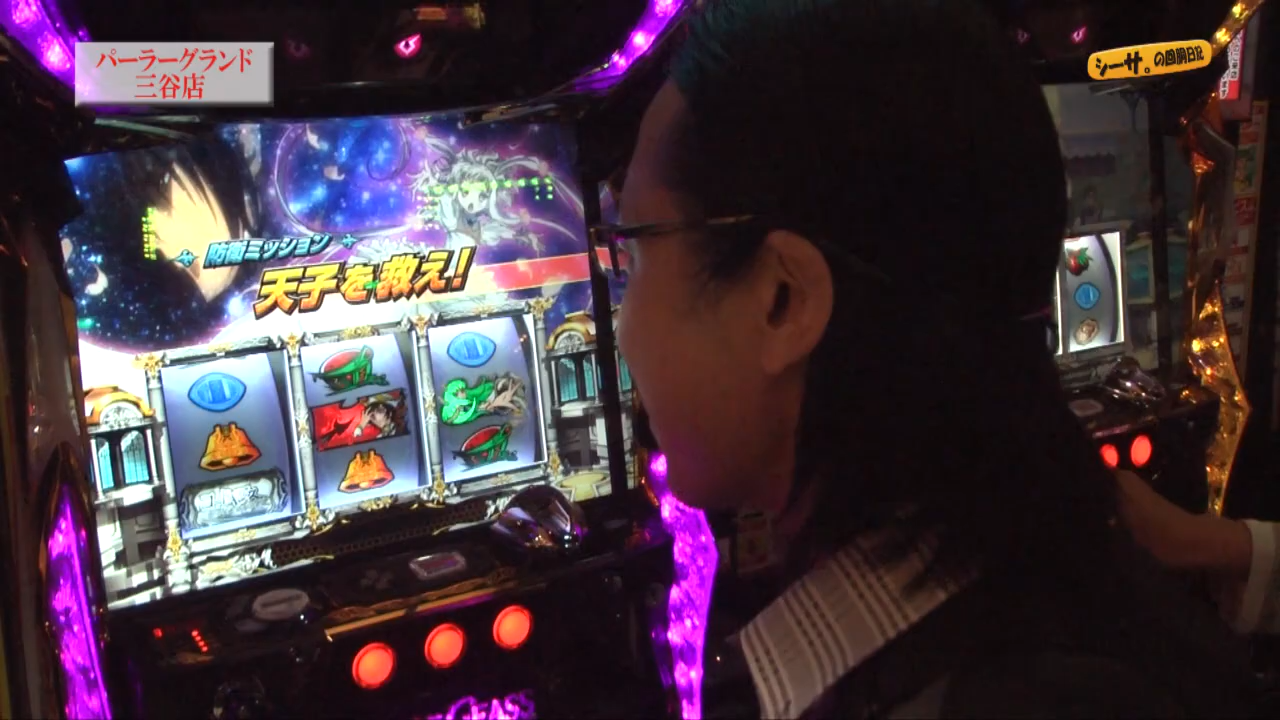 パーラーグランド
三谷店
シーサ。の回胴日記
防衛ミッション
天子を救え！
GEASS